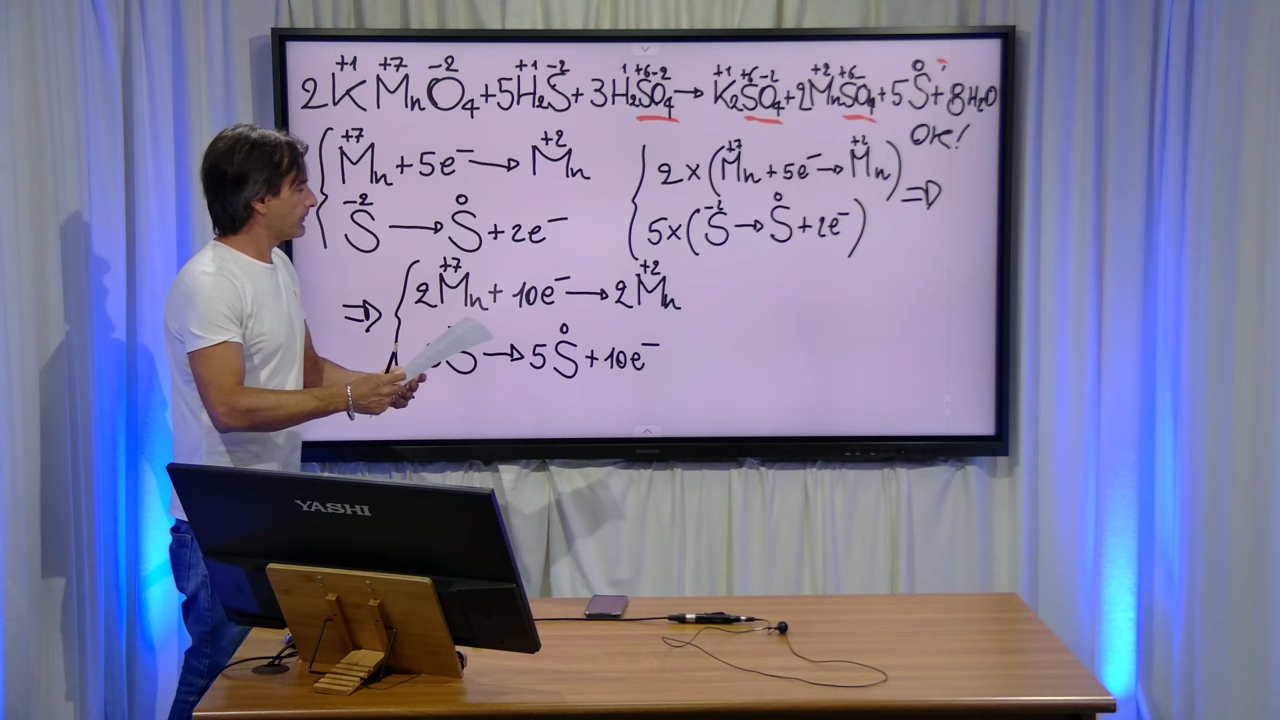 +1 +7 -2 +1 -2 1 +6 -2 +1 +6 -2 +2 +6- 0
2KMnO4+5H2S+3H2SO4→K2SO4+2MnSO4+5S+8H2O
OK!
+7 +2
Mn+5e-→Mn
-2 0
S→S+2e-
+7 +2
2×(Mn+5e-→Mn)
⇒
-2 0
5×(S→S+2e-)
+7 +2
⇒ 2Mn+10e-→2Mn
0
S→5S+10e-
SAMSUNG
YASHI